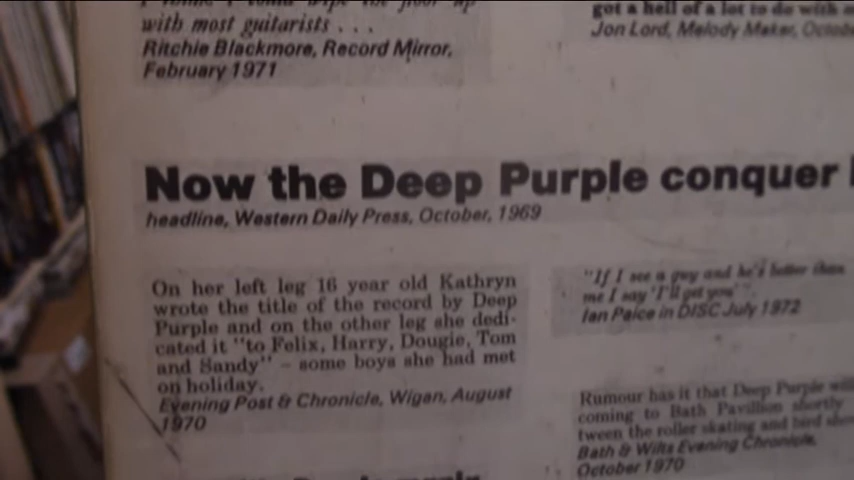 with most guitarists . . .
Ritchie Blackmore, Record Mirror,
February 1971
got a hell of a lot to do with
Jon Lord, Melody Maker,
Now the Deep Purple conquer
headline, Western Daily Press, October, 1969
On her left leg 16 year old Kathryn
wrote the title of the record by Deep
Purple and on the other leg she dedi-
cated it "to Felix, Harry, Dougie, Tom
and Sandy" – some boys she had met
on holiday.
Evening Post & Chronicle, Wigan, August
1970
"If I see a guy and he's better than
me I say 'I'll get you'".
Ian Paice in DISC July 1972
Rumour has it that Deep Purple will
coming to Bath Pavilion shortly
tween the roller skating and bird
Bath & Wilts Evening Chronicle,
October 1970